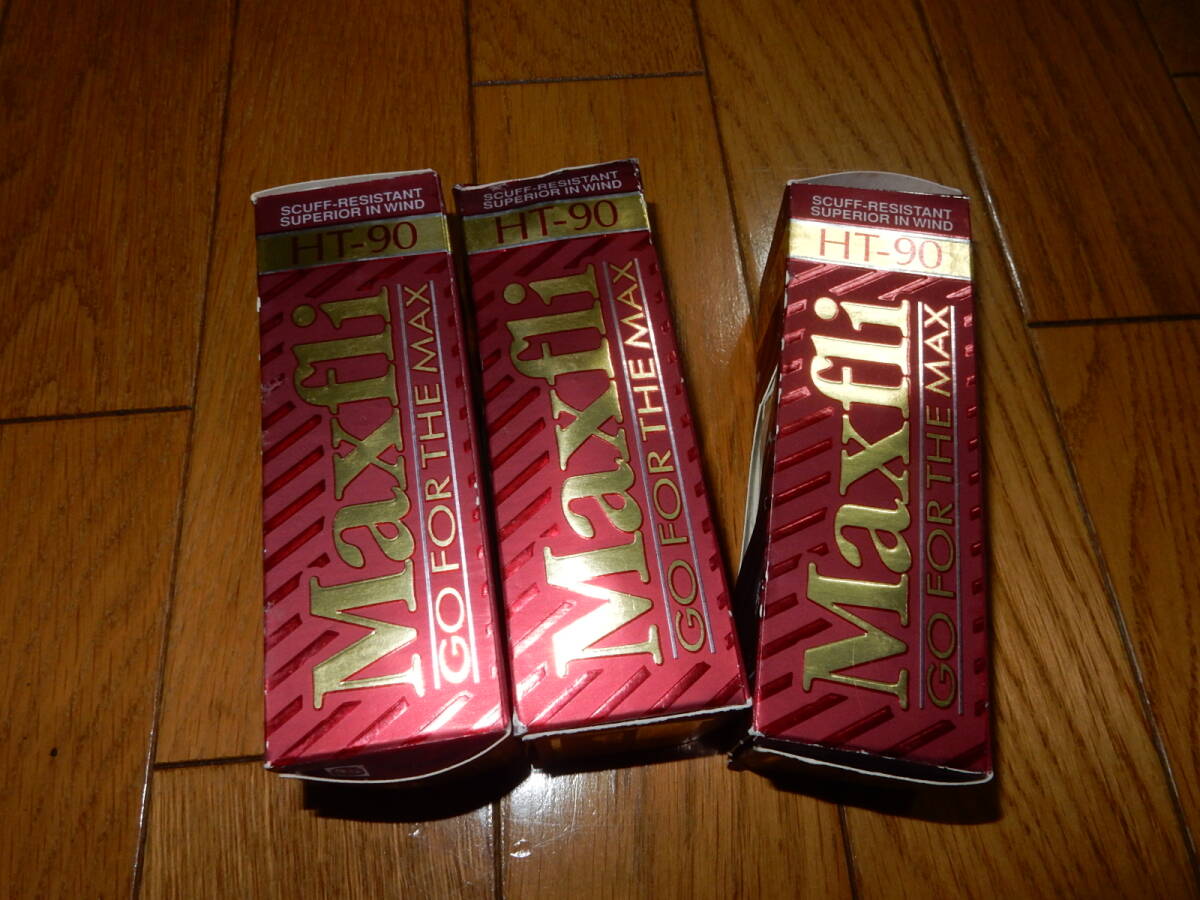 SCUFF-RESISTANT
SUPERIOR IN WIND
HT-90
Maxfli
GO FOR THE MAX
SCUFF-RESISTANT
SUPERIOR IN WIND
HT-90
Maxfli
GO FOR THE MAX
SCUFF-RESISTANT
SUPERIOR IN WIND
HT-90
Maxfli
GO FOR THE MAX